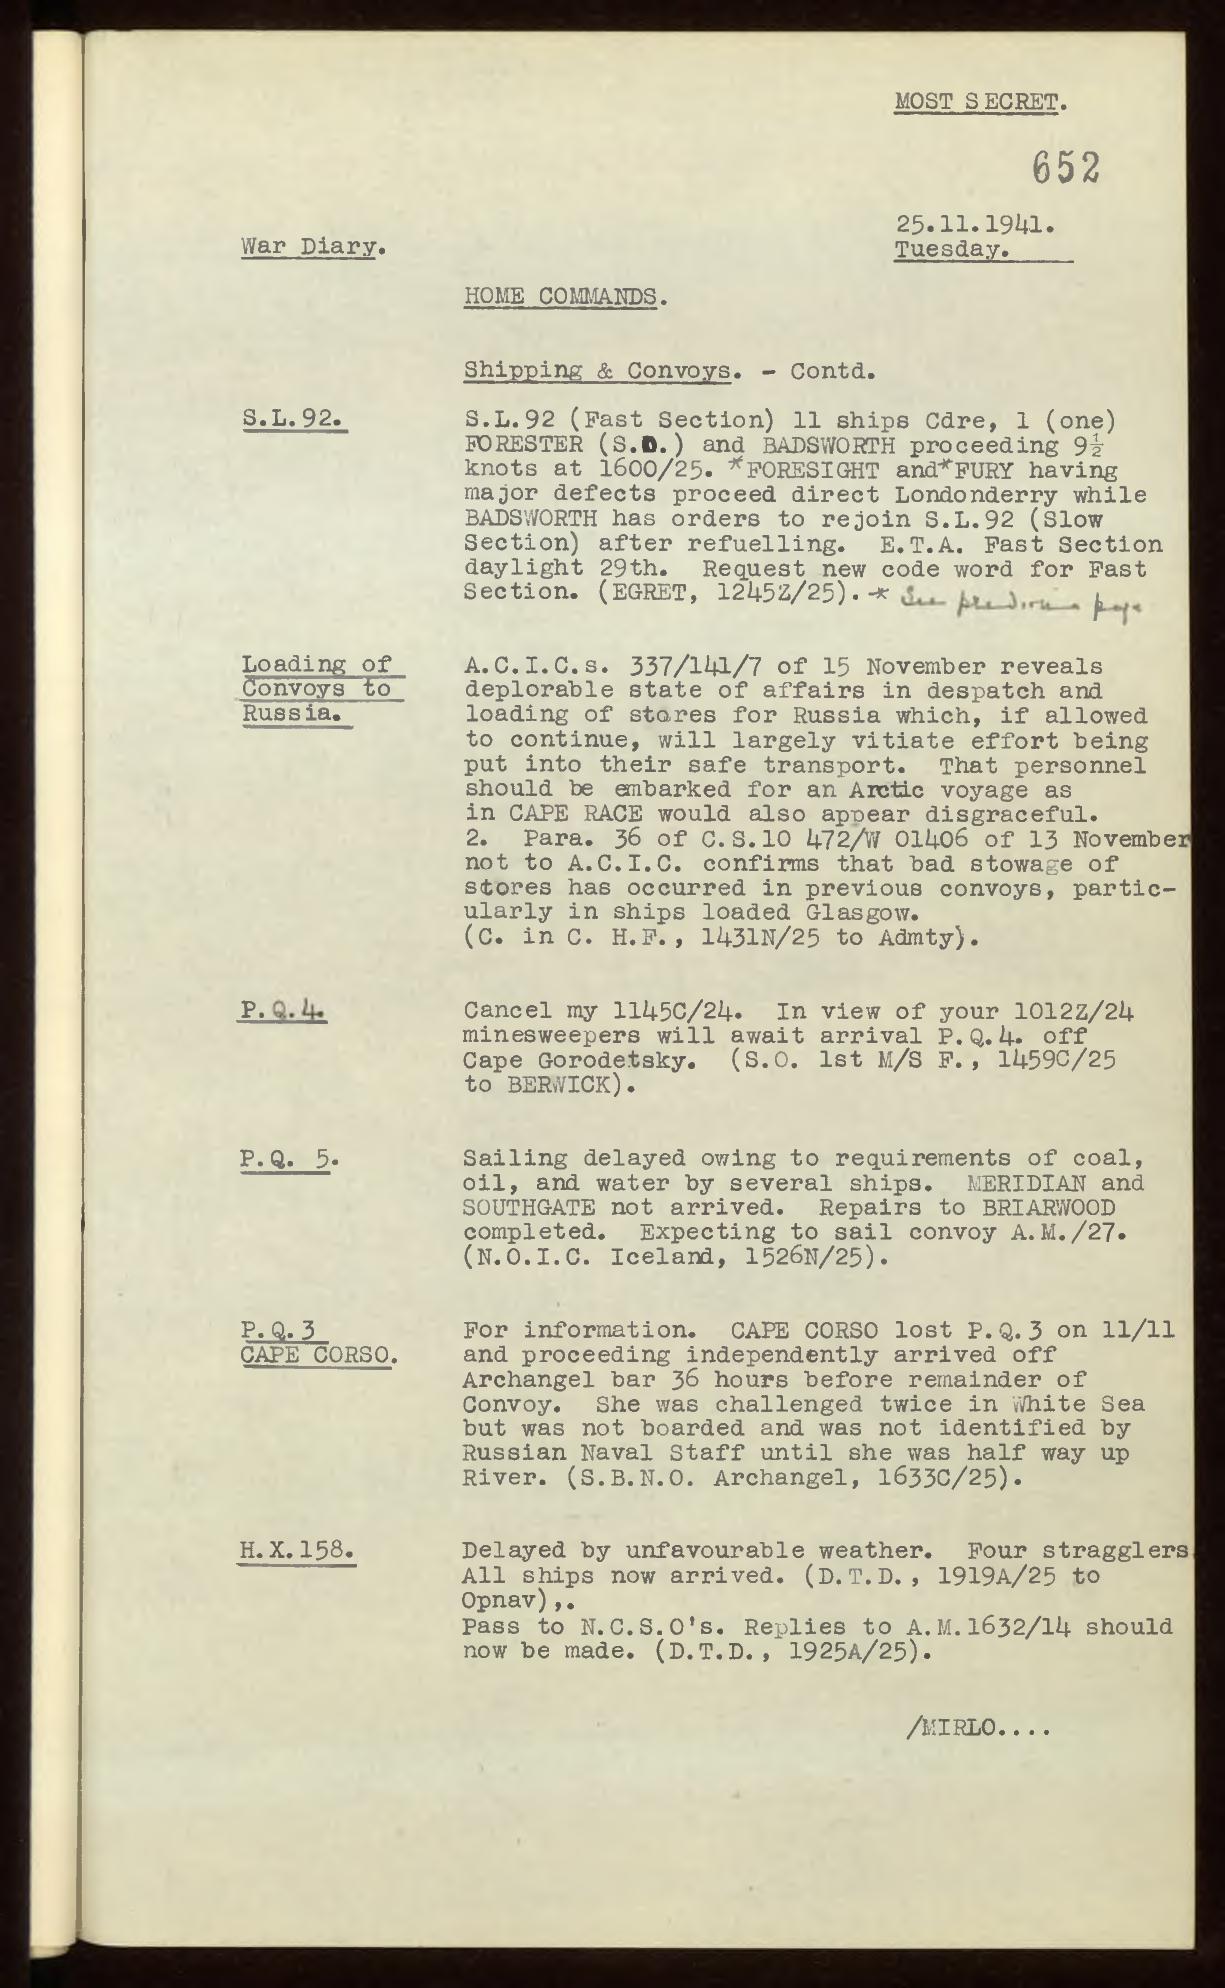 MOST SECRET.
652
25.11.1941.
War Diary.
Tuesday.
HOME COMMANDS.
Shipping & Convoys. - Contd.
S.L.92.
S.L.92 (Fast Section) 11 ships Cdre, 1 (one)
FORESTER (S.O.) and BADSWORTH proceeding 9½
knots at 1600/25. *FORESIGHT and*FURY having
major defects proceed direct Londonderry while
BADSWORTH has orders to rejoin S.L.92 (Slow
Section) after refuelling. E.T.A. Fast Section
daylight 29th. Request new code word for Fast
Section. (EGRET, 1245Z/25).* See previous page
Loading of
Convoys to
Russia.
A.C.I.C.s. 337/141/7 of 15 November reveals
deplorable state of affairs in despatch and
loading of stores for Russia which, if allowed
to continue, will largely vitiate effort being
put into their safe transport. That personnel
should be embarked for an Arctic voyage as
in CAPE RACE would also appear disgraceful.
2. Para. 36 of C.S.10 472/W 01406 of 13 November
not to A.C.I.C. confirms that bad stowage of
stores has occurred in previous convoys, partic-
ularly in ships loaded Glasgow.
(C. in C. H.F., 1431N/25 to Admty).
P.Q.4.
Cancel my 1145C/24. In view of your 1012Z/24
minesweepers will await arrival P.Q.4. off
Cape Gorodetsky. (S.O. 1st M/S F., 1459C/25
to BERWICK).
P.Q. 5.
Sailing delayed owing to requirements of coal,
oil, and water by several ships. MERIDIAN and
SOUTHGATE not arrived. Repairs to BRIARWOOD
completed. Expecting to sail convoy A.M./27.
(N.O.I.C. Iceland, 1526N/25).
P.Q.3
CAPE CORSO.
For information. CAPE CORSO lost P.Q.3 on 11/11
and proceeding independently arrived off
Archangel bar 36 hours before remainder of
Convoy. She was challenged twice in White Sea
but was not boarded and was not identified by
Russian Naval Staff until she was half way up
River. (S.B.N.O. Archangel, 1633C/25).
H.X.158.
Delayed by unfavourable weather. Four stragglers
All ships now arrived. (D.T.D., 1919A/25 to
Opnav),.
Pass to N.C.S.O's. Replies to A.M.1632/14 should
now be made. (D.T.D., 1925A/25).
/MIRLO....